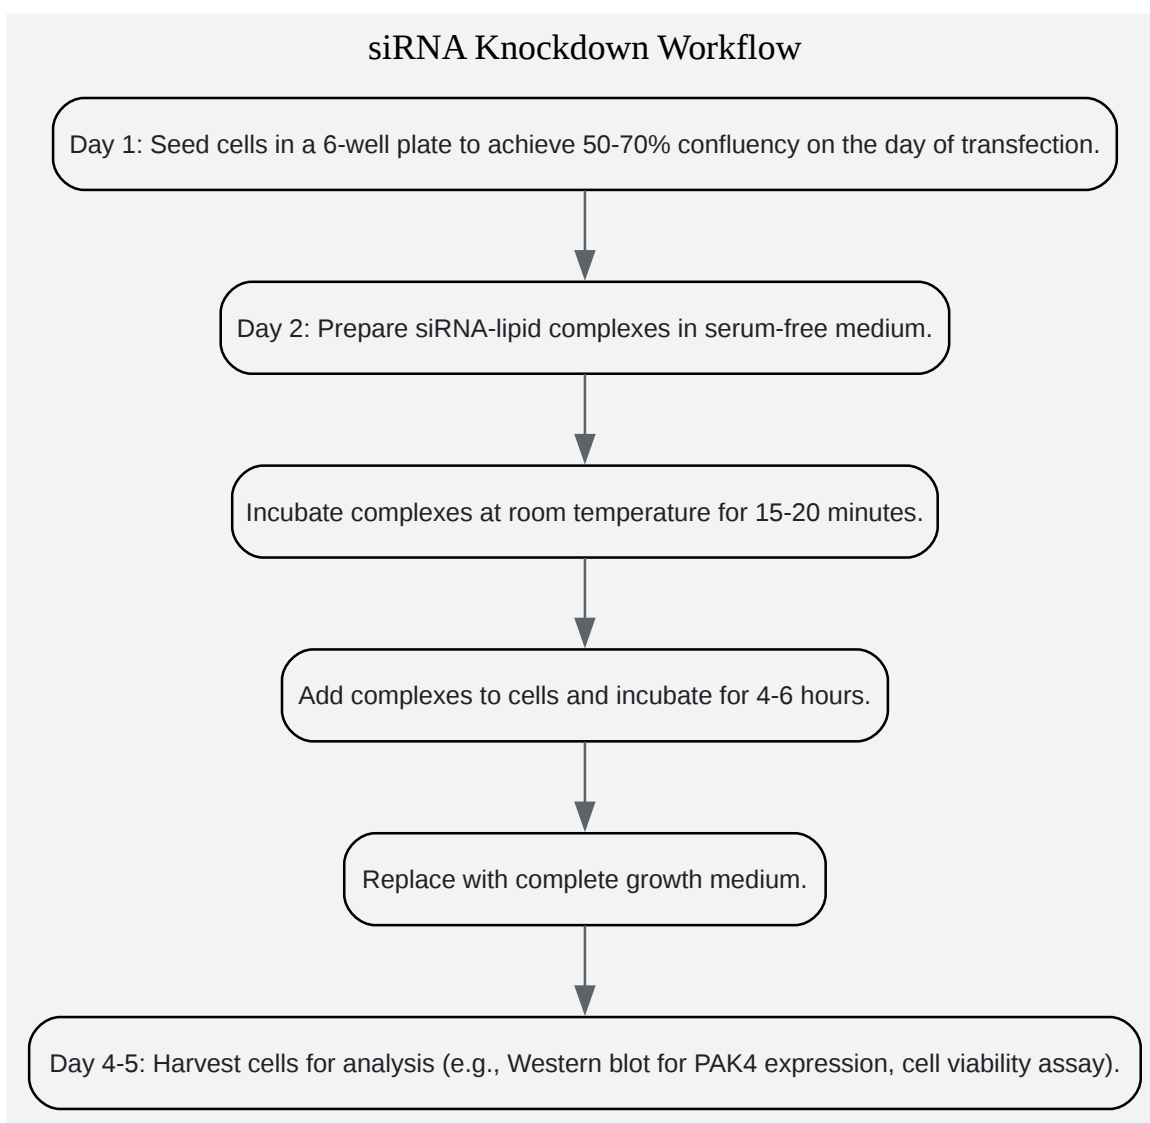 siRNA Knockdown Workflow
Day 1: Seed cells in a 6-well plate to achieve 50-70% confluency on the day of transfection.
Day 2: Prepare siRNA-lipid complexes in serum-free medium.
Incubate complexes at room temperature for 15-20 minutes.
Add complexes to cells and incubate for 4-6 hours.
Replace with complete growth medium.
Day 4-5: Harvest cells for analysis (e.g., Western blot for PAK4 expression, cell viability assay).